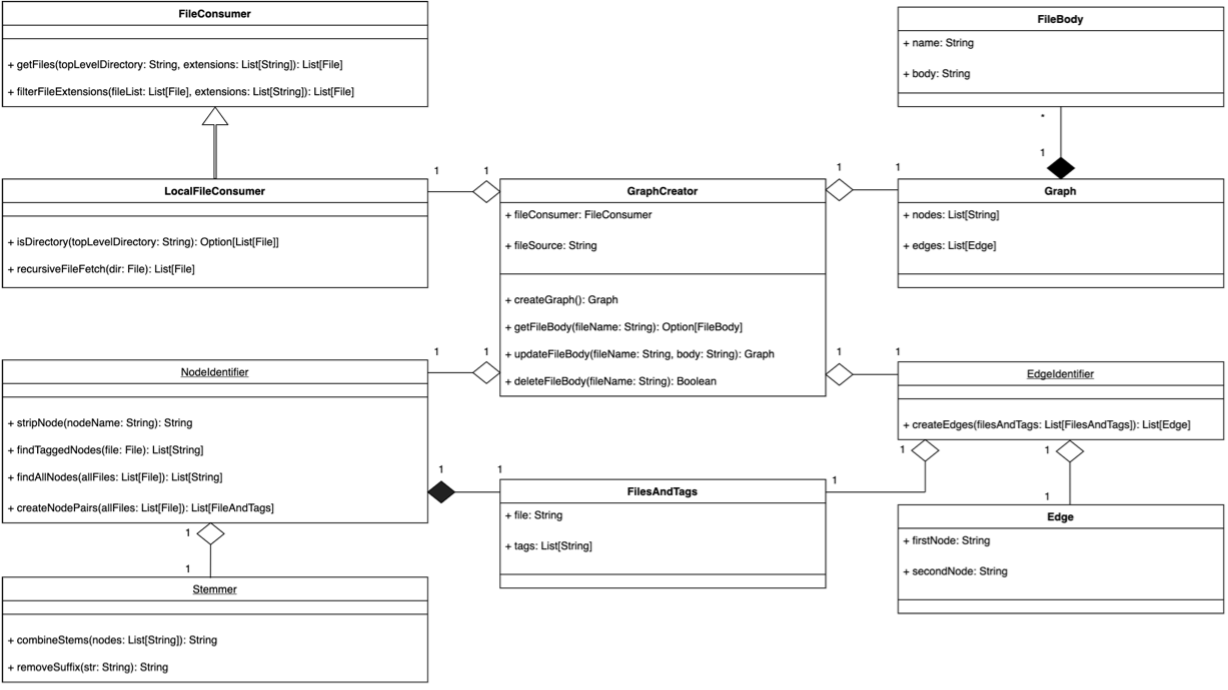 FileConsumer
+ getFiles(topLevelDirectory: String, extensions: List[String]): List[File]
+ filterFileExtensions(fileList: List[File], extensions: List[String]): List[File]
FileBody
+ name: String
+ body: String
*
1
LocalFileConsumer
+ isDirectory(topLevelDirectory: String): Option[List[File]]
+ recursiveFileFetch(dir: File): List[File]
1
1
GraphCreator
+ fileConsumer: FileConsumer
+ fileSource: String
+ createGraph(): Graph
+ getFileBody(fileName: String): Option[FileBody]
+ updateFileBody(fileName: String, body: String): Graph
+ deleteFileBody(fileName: String): Boolean
1
1
Graph
+ nodes: List[String]
+ edges: List[Edge]
NodeIdentifier
+ stripNode(nodeName: String): String
+ findTaggedNodes(file: File): List[String]
+ findAllNodes(allFiles: List[File]): List[String]
+ createNodePairs(allFiles: List[File]): List[FileAndTags]
1
1
1
1
EdgeIdentifier
+ createEdges(filesAndTags: List[FilesAndTags]): List[Edge]
1
1
FilesAndTags
+ file: String
+ tags: List[String]
1
1
1
1
Edge
+ firstNode: String
+ secondNode: String
1
1
Stemmer
+ combineStems(nodes: List[String]): String
+ removeSuffix(str: String): String